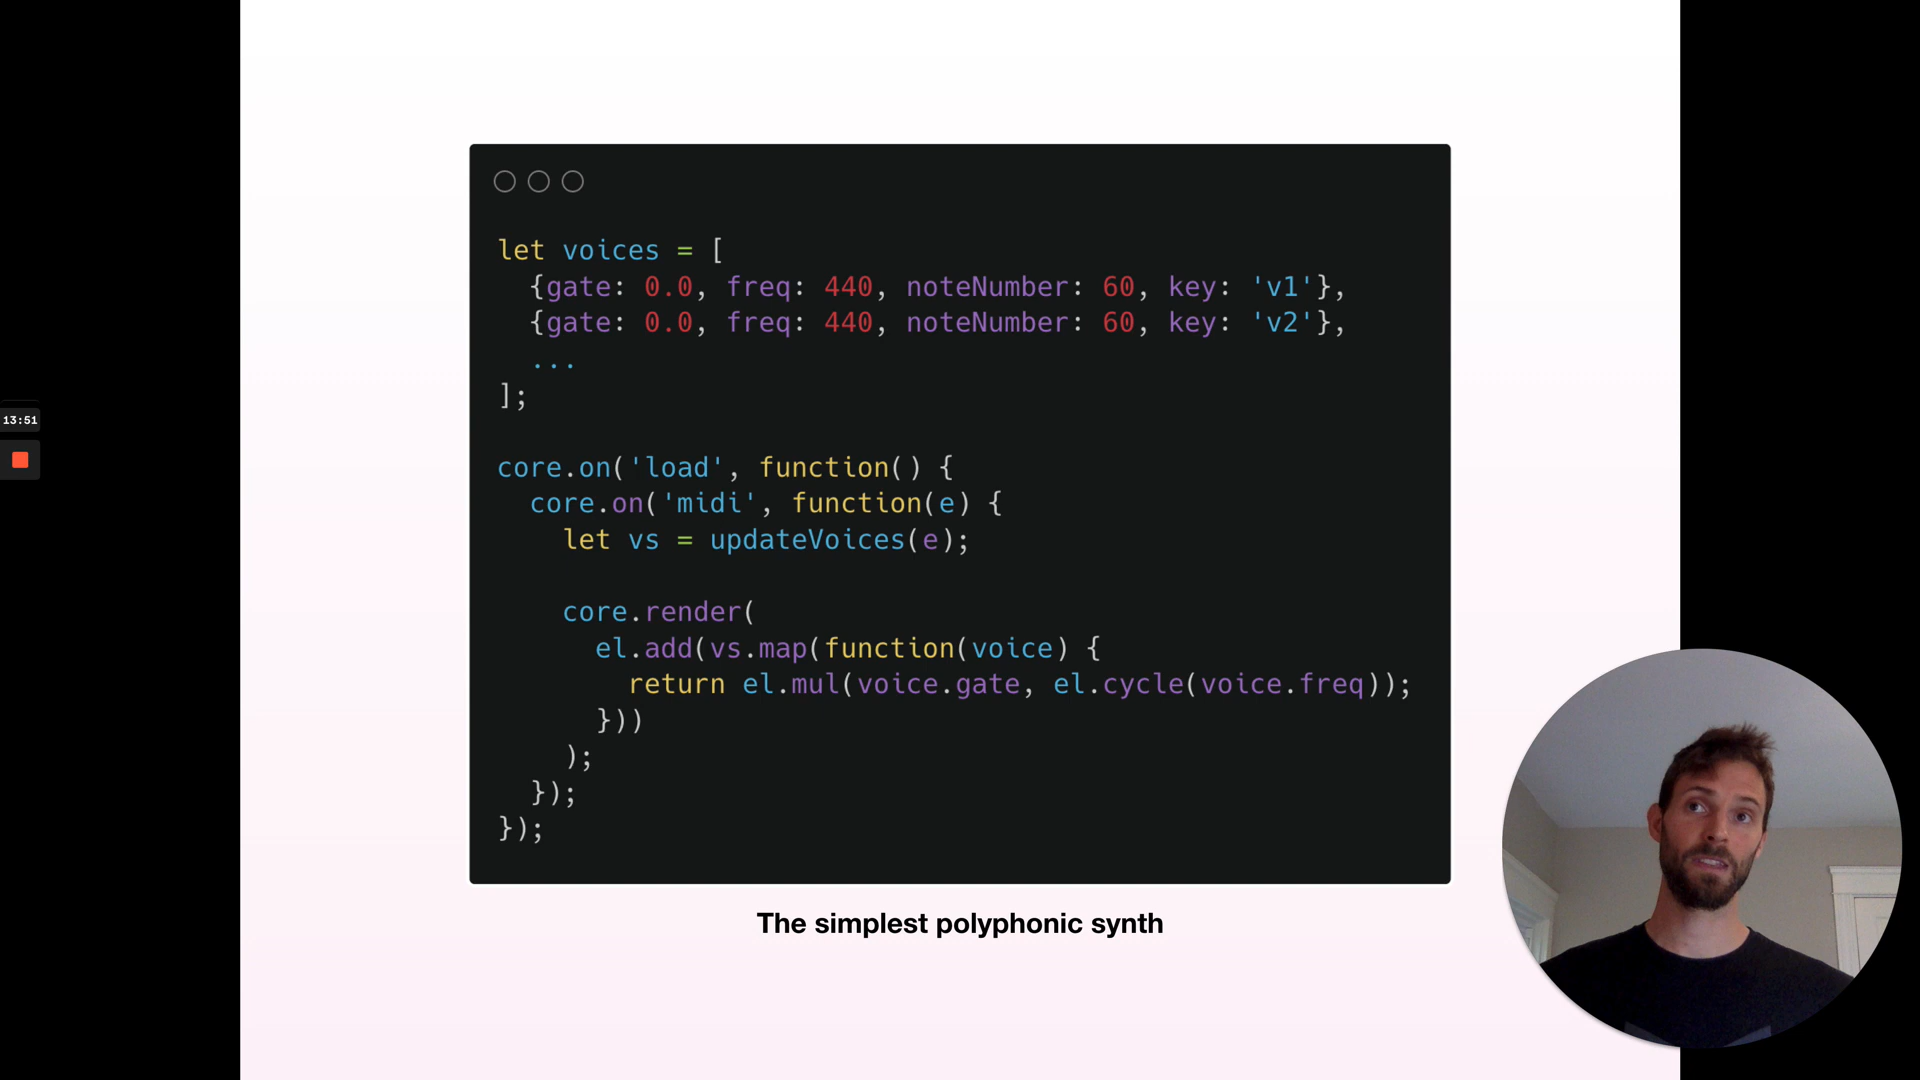 let voices = [
  {gate: 0.0, freq: 440, noteNumber: 60, key: 'v1'},
  {gate: 0.0, freq: 440, noteNumber: 60, key: 'v2'},
  ...
];
core.on('load', function() {
  core.on('midi', function(e) {
    let vs = updateVoices(e);
    core.render(
      el.add(vs.map(function(voice) {
        return el.mul(voice.gate, el.cycle(voice.freq));
      }))
    );
  });
});
13:51
The simplest polyphonic synth